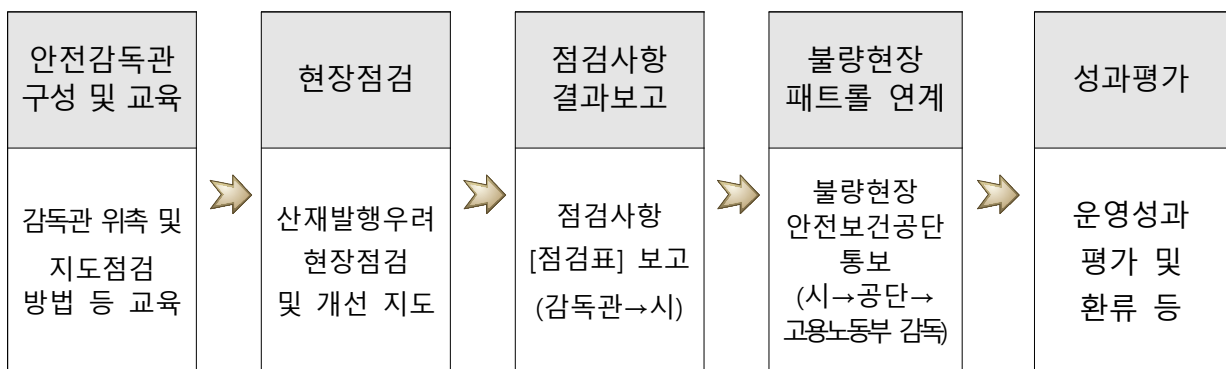 안전감독관
구성 및 교육
감독관 위촉 및
지도점검
방법 등 교육
현장점검
산재발행우려
현장점검
및 개선 지도
점검사항
결과보고
점검사항
[점검표] 보고
(감독관→시)
불량현장
패트롤 연계
불량현장
안전보건공단
통보
(시→공단→
고용노동부 감독)
성과평가
운영성과
평가 및
환류 등